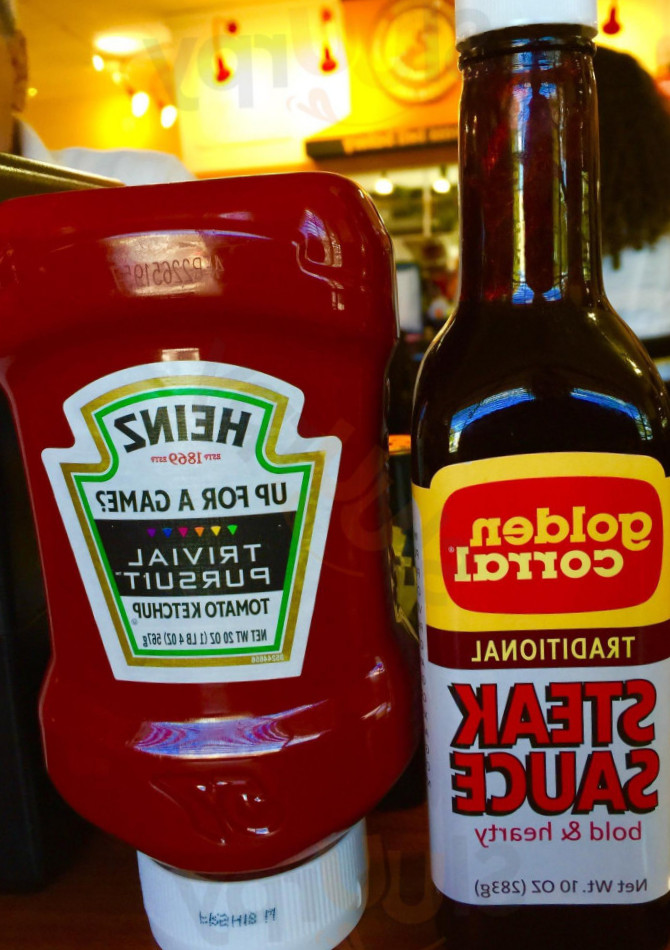 HEINZ
ESTD 1869 ESTD
UP FOR A GAME?
TRIVIAL
PURSUIT™
TOMATO KETCHUP
NET WT 20 OZ (1 LB 4 OZ) 567g
golden
corral®
TRADITIONAL
STEAK
SAUCE
bold & hearty
Net Wt. 10 OZ (283g)